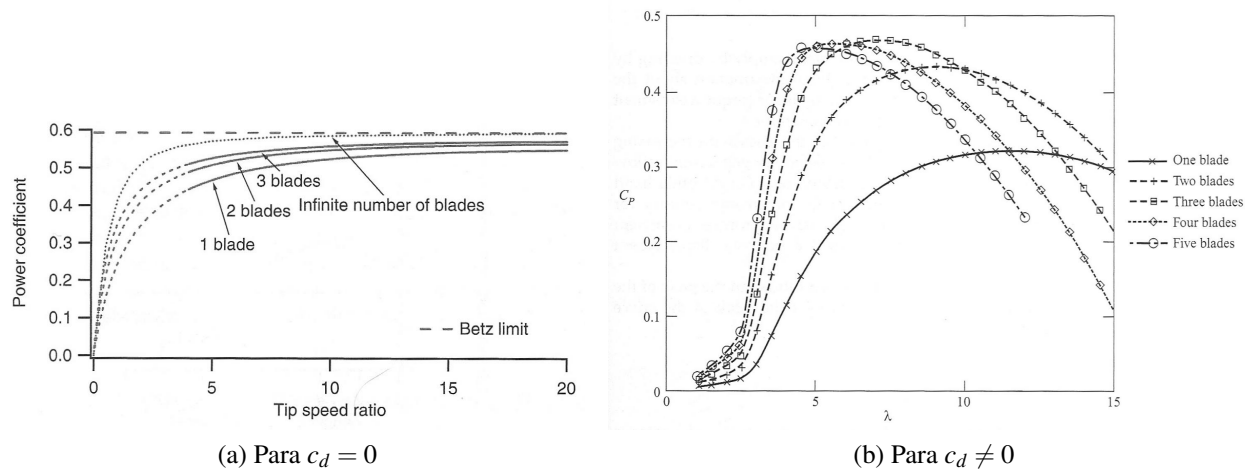 Power coefficient
0.6
0.5
0.4
0.3
0.2
0.1
0.0
3 blades
2 blades
Infinite number of blades
1 blade
Betz limit
0
5
10
15
20
Tip speed ratio
(a) Para c_d = 0
C_P
0.5
0.4
0.3
0.2
0.1
0
0
5
10
15
λ
One blade
Two blades
Three blades
Four blades
Five blades
(b) Para c_d ≠ 0